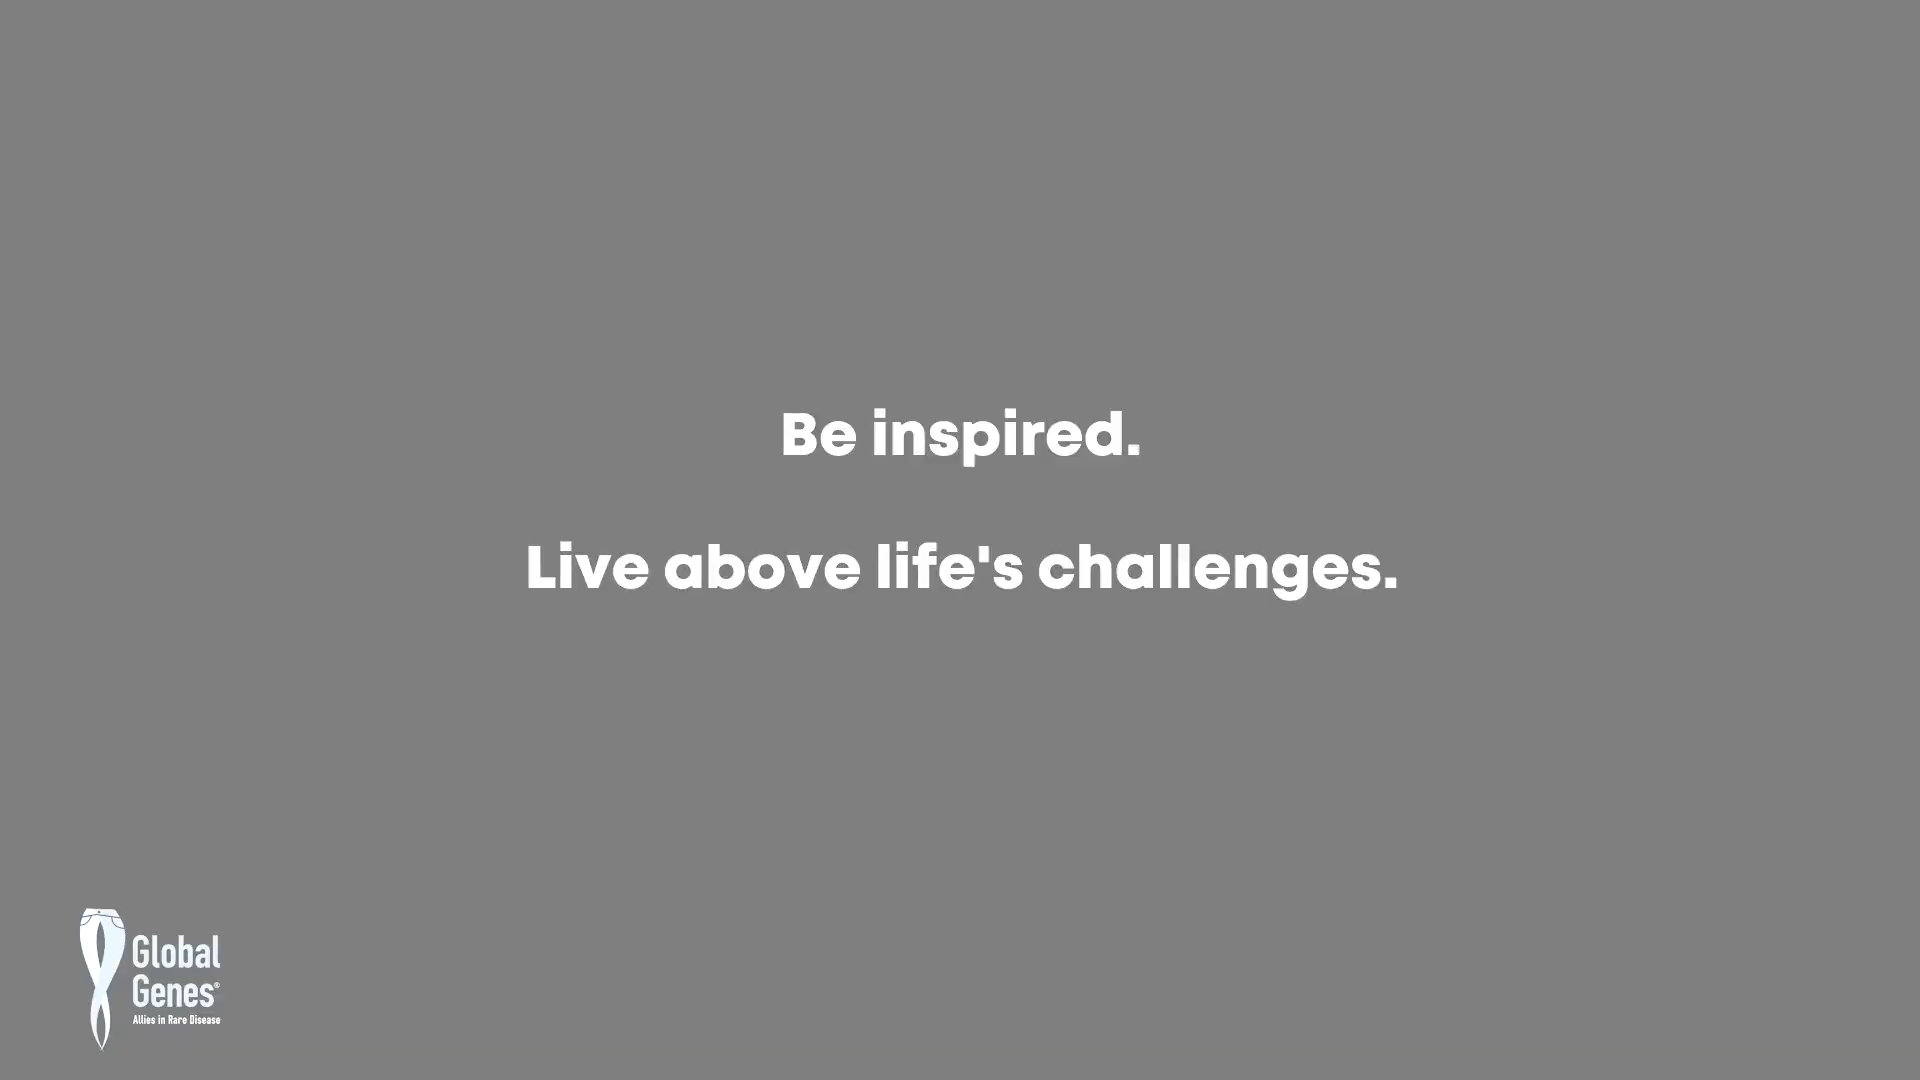 Be inspired.
Live above life's challenges.
Global
Genes®
Allies in Rare Disease